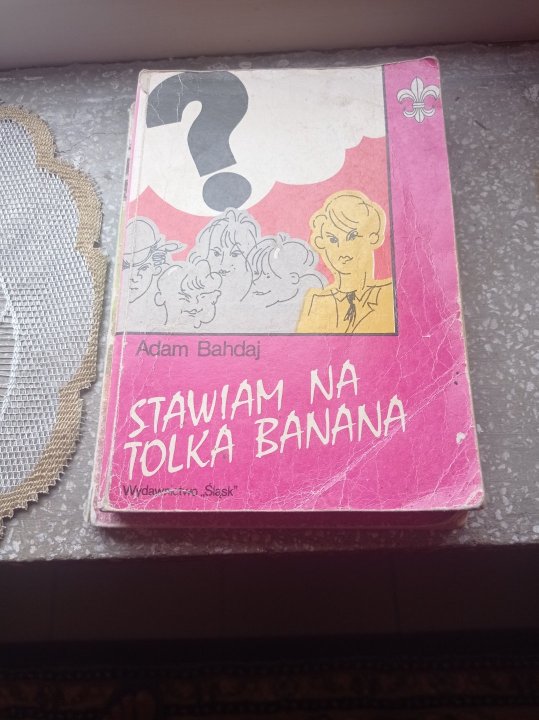 ?
Adam Bahdaj
STAWIAM NA
TOLKA BANANA
Wydawnictwo „Śląsk”